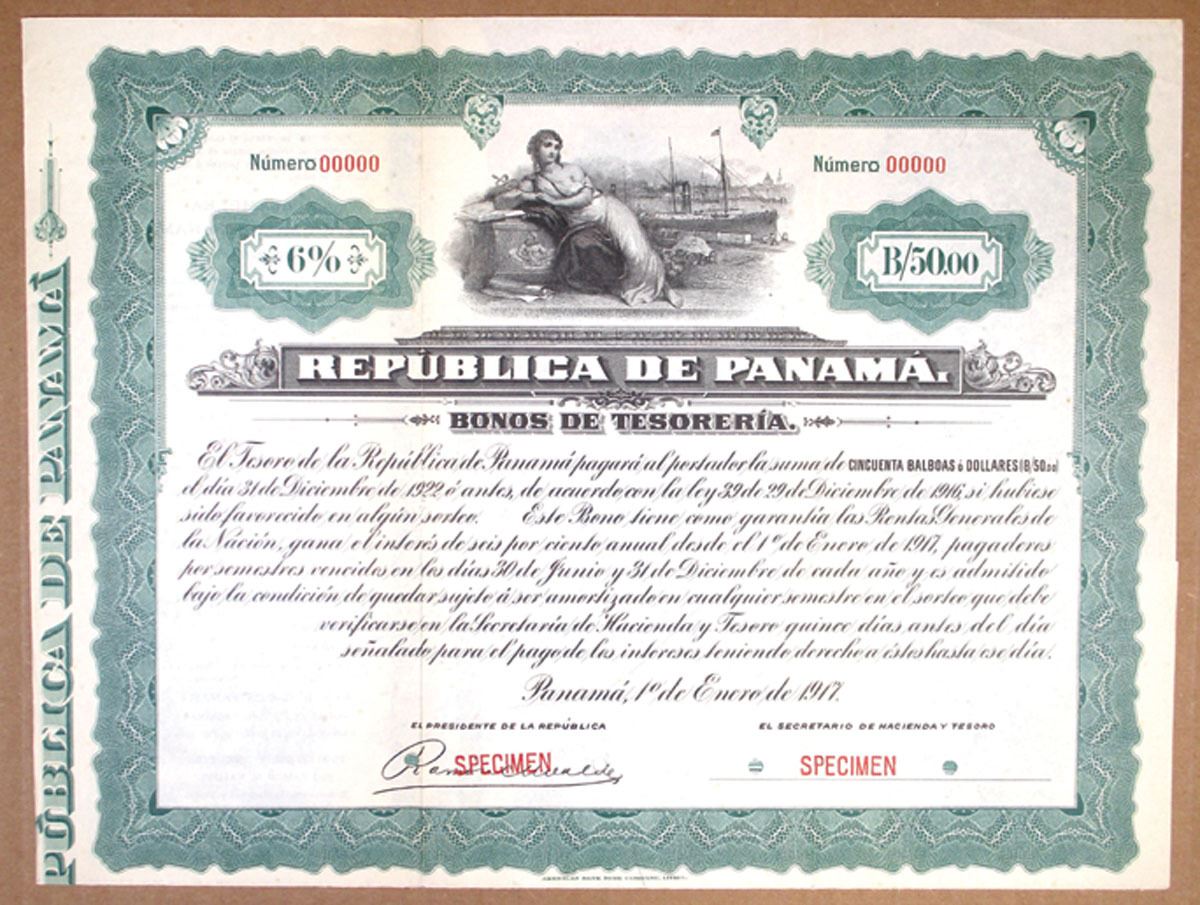 Número 00000
Número 00000
6%
B/50.00
REPÚBLICA DE PANAMÁ.
BONOS DE TESORERÍA.
El Tesoro de la República de Panamá pagará al portador la suma de CINCUENTA BALBOAS ó DOLLARES (B/50.00)
el día 31 de Diciembre de 1922 ó antes, de acuerdo con la ley 39 de 29 de Diciembre de 1916, si hubiese
sido favorecido en algún sorteo. Este Bono tiene como garantía las Rentas Generales de
la Nación, gana el interés de seis por ciento anual desde el 1º de Enero de 1917, pagaderos
por semestres vencidos en los días 30 de Junio y 31 de Diciembre de cada año y es admitido
bajo la condición de quedar sujeto á ser amortizado en cualquier semestre en el sorteo que debe
verificarse en la Secretaría de Hacienda y Tesoro quince días antes del día
señalado para el pago de los intereses teniendo derecho a éstos hasta ese día.
Panamá, 1º de Enero de 1917.
EL PRESIDENTE DE LA REPÚBLICA
EL SECRETARIO DE HACIENDA Y TESORO
SPECIMEN
SPECIMEN
PÚBLICA DE PANAMÁ
AMERICAN BANK NOTE COMPANY, LITHO.